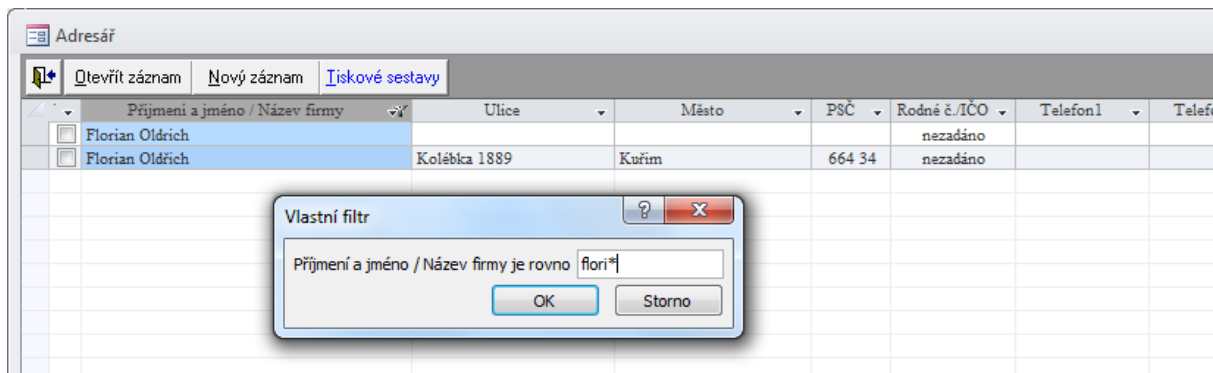 Adresář
Otevřít záznam Nový záznam Tiskové sestavy
Příjmení a jméno / Název firmy Ulice Město PSČ Rodné č./IČO Telefon1 Telefo
Florian Oldrich nezadáno
Florian Oldřich Kolébka 1889 Kuřim 664 34 nezadáno
Vlastní filtr
Příjmení a jméno / Název firmy je rovno flori*
OK Storno